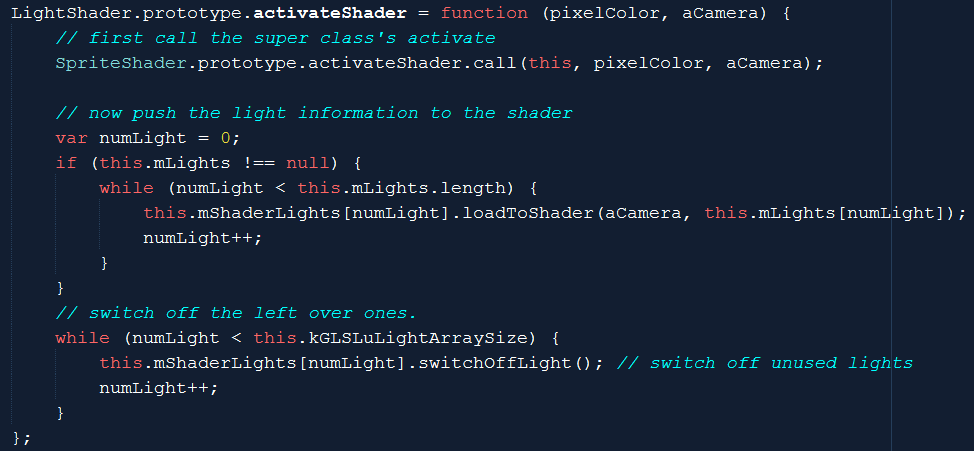 LightShader.prototype.activateShader = function (pixelColor, aCamera) {
    // first call the super class's activate
    SpriteShader.prototype.activateShader.call(this, pixelColor, aCamera);

    // now push the light information to the shader
    var numLight = 0;
    if (this.mLights !== null) {
        while (numLight < this.mLights.length) {
            this.mShaderLights[numLight].loadToShader(aCamera, this.mLights[numLight]);
            numLight++;
        }
    }
    // switch off the left over ones.
    while (numLight < this.kGLSLuLightArraySize) {
        this.mShaderLights[numLight].switchOffLight(); // switch off unused lights
        numLight++;
    }
};